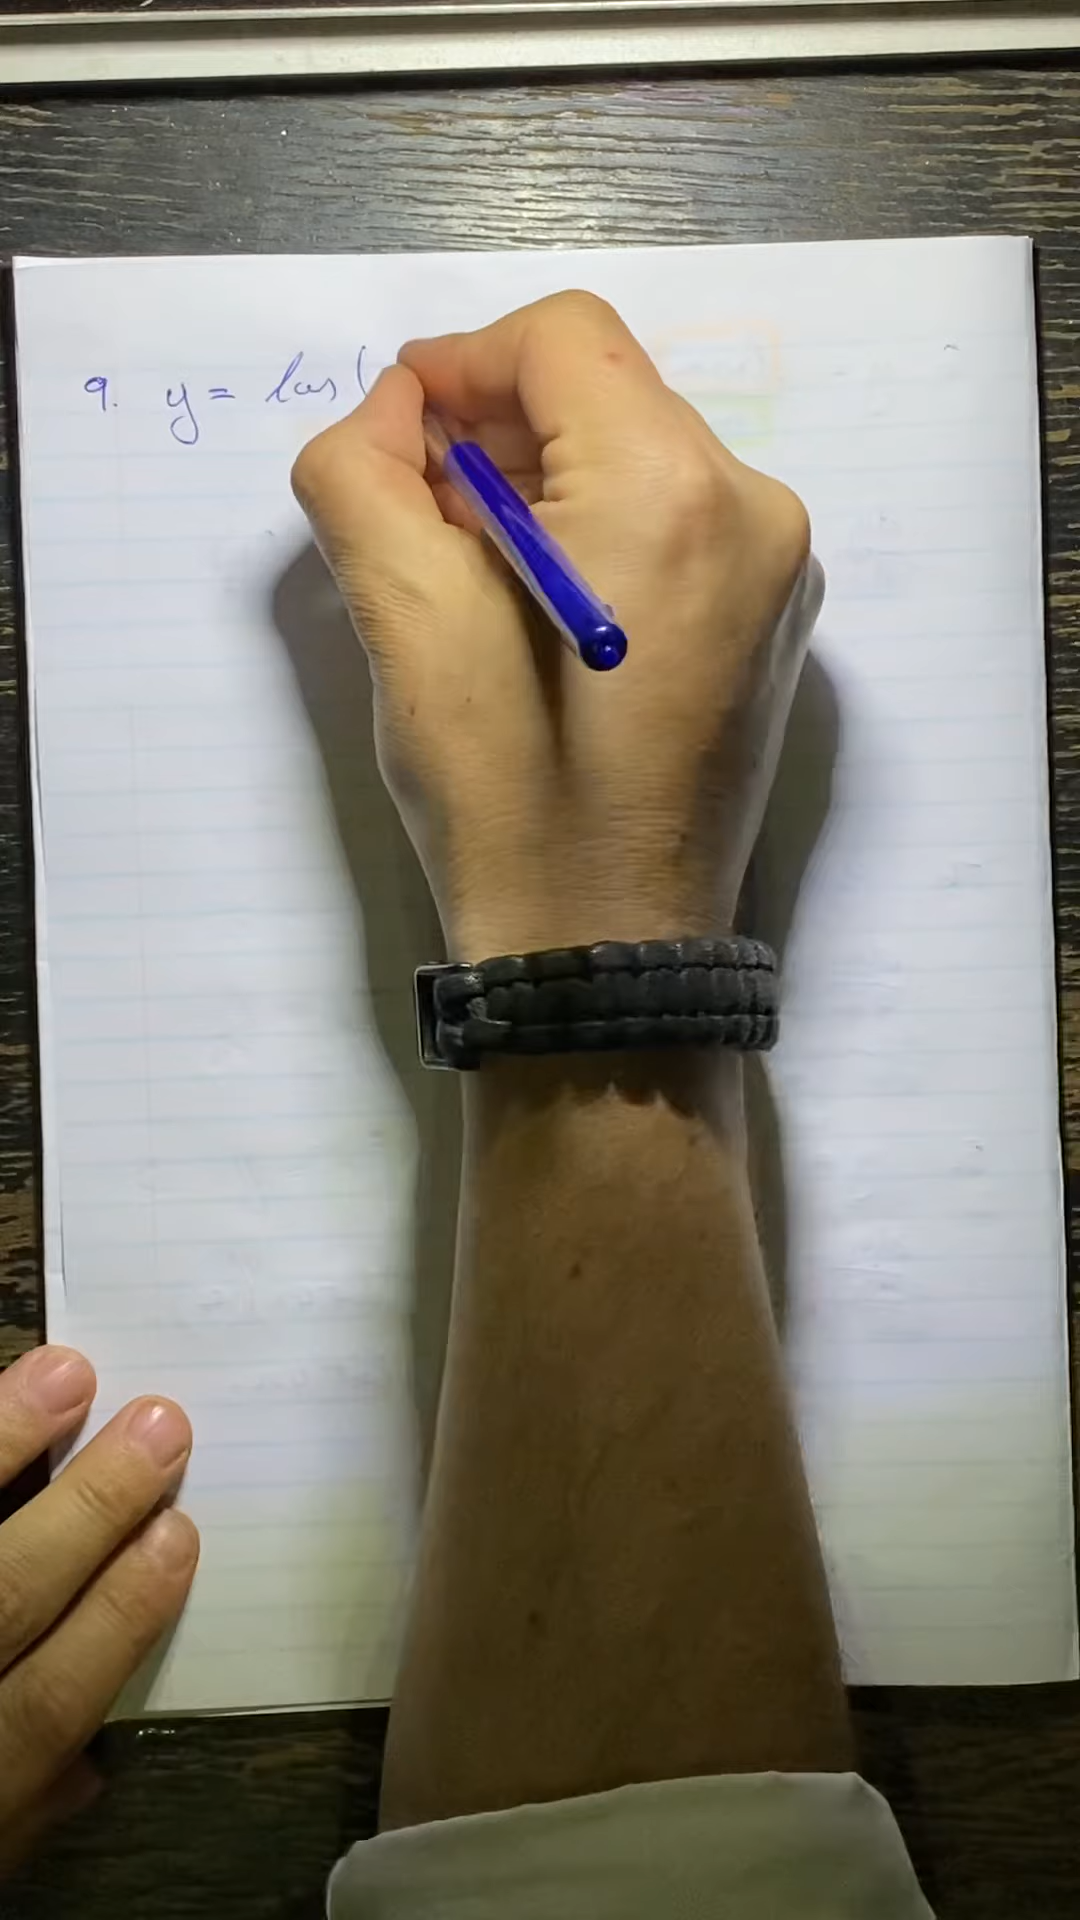 9. y = cos(